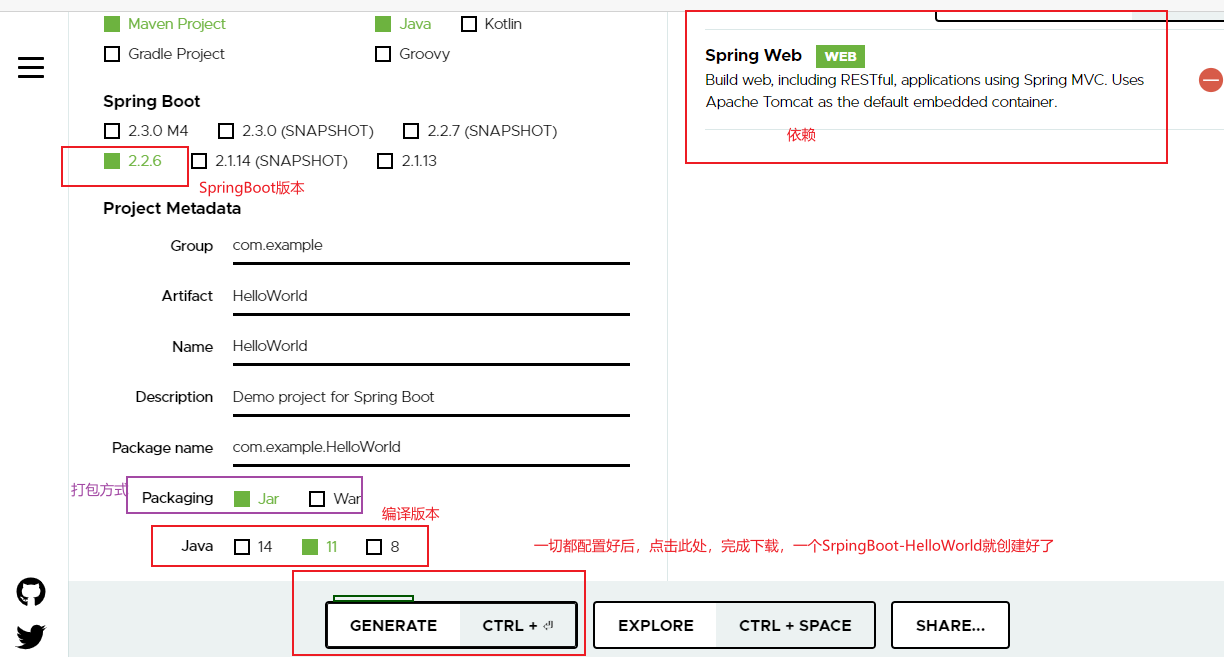 Maven Project
Java
Kotlin
Gradle Project
Groovy
Spring Boot
2.3.0 M4
2.3.0 (SNAPSHOT)
2.2.7 (SNAPSHOT)
2.2.6
2.1.14 (SNAPSHOT)
2.1.13
SpringBoot版本
Project Metadata
Group
com.example
Artifact
HelloWorld
Name
HelloWorld
Description
Demo project for Spring Boot
Package name
com.example.HelloWorld
打包方式
Packaging
Jar
War
编译版本
Java
14
11
8
Spring Web
WEB
Build web, including RESTful, applications using Spring MVC. Uses
Apache Tomcat as the default embedded container.
依赖
一切都配置好后，点击此处，完成下载，一个SrpingBoot-HelloWorld就创建好了
GENERATE
CTRL + ⏎
EXPLORE
CTRL + SPACE
SHARE...